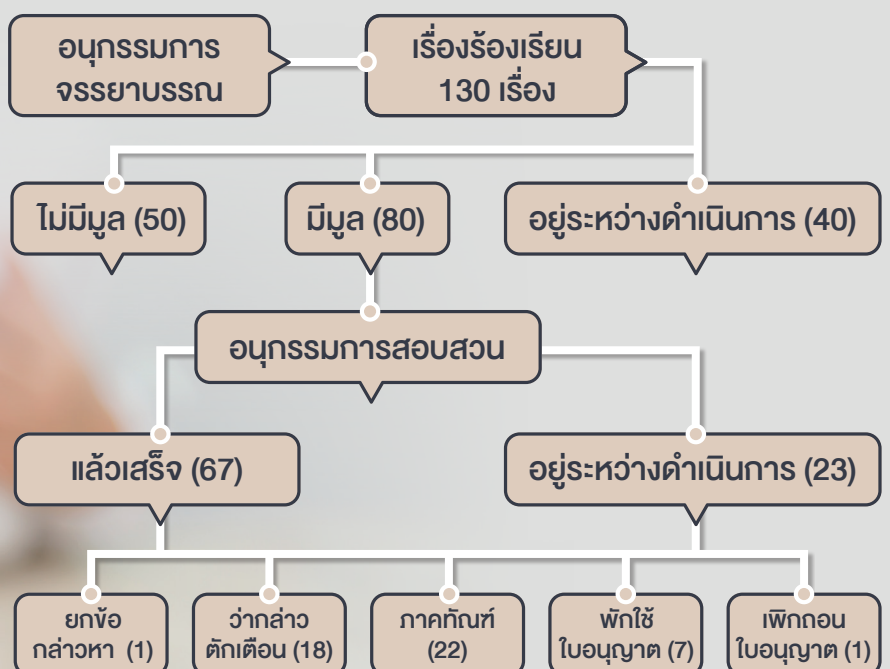 อนุกรรมการ
จรรยาบรรณ
เรื่องร้องเรียน
130 เรื่อง
ไม่มีมูล (50)
มีมูล (80)
อยู่ระหว่างดำเนินการ (40)
อนุกรรมการสอบสวน
แล้วเสร็จ (67)
อยู่ระหว่างดำเนินการ (23)
ยกข้อ
กล่าวหา (1)
ว่ากล่าว
ตักเตือน (18)
ภาคทัณฑ์
(22)
พักใช้
ใบอนุญาต (7)
เพิกถอน
ใบอนุญาต (1)